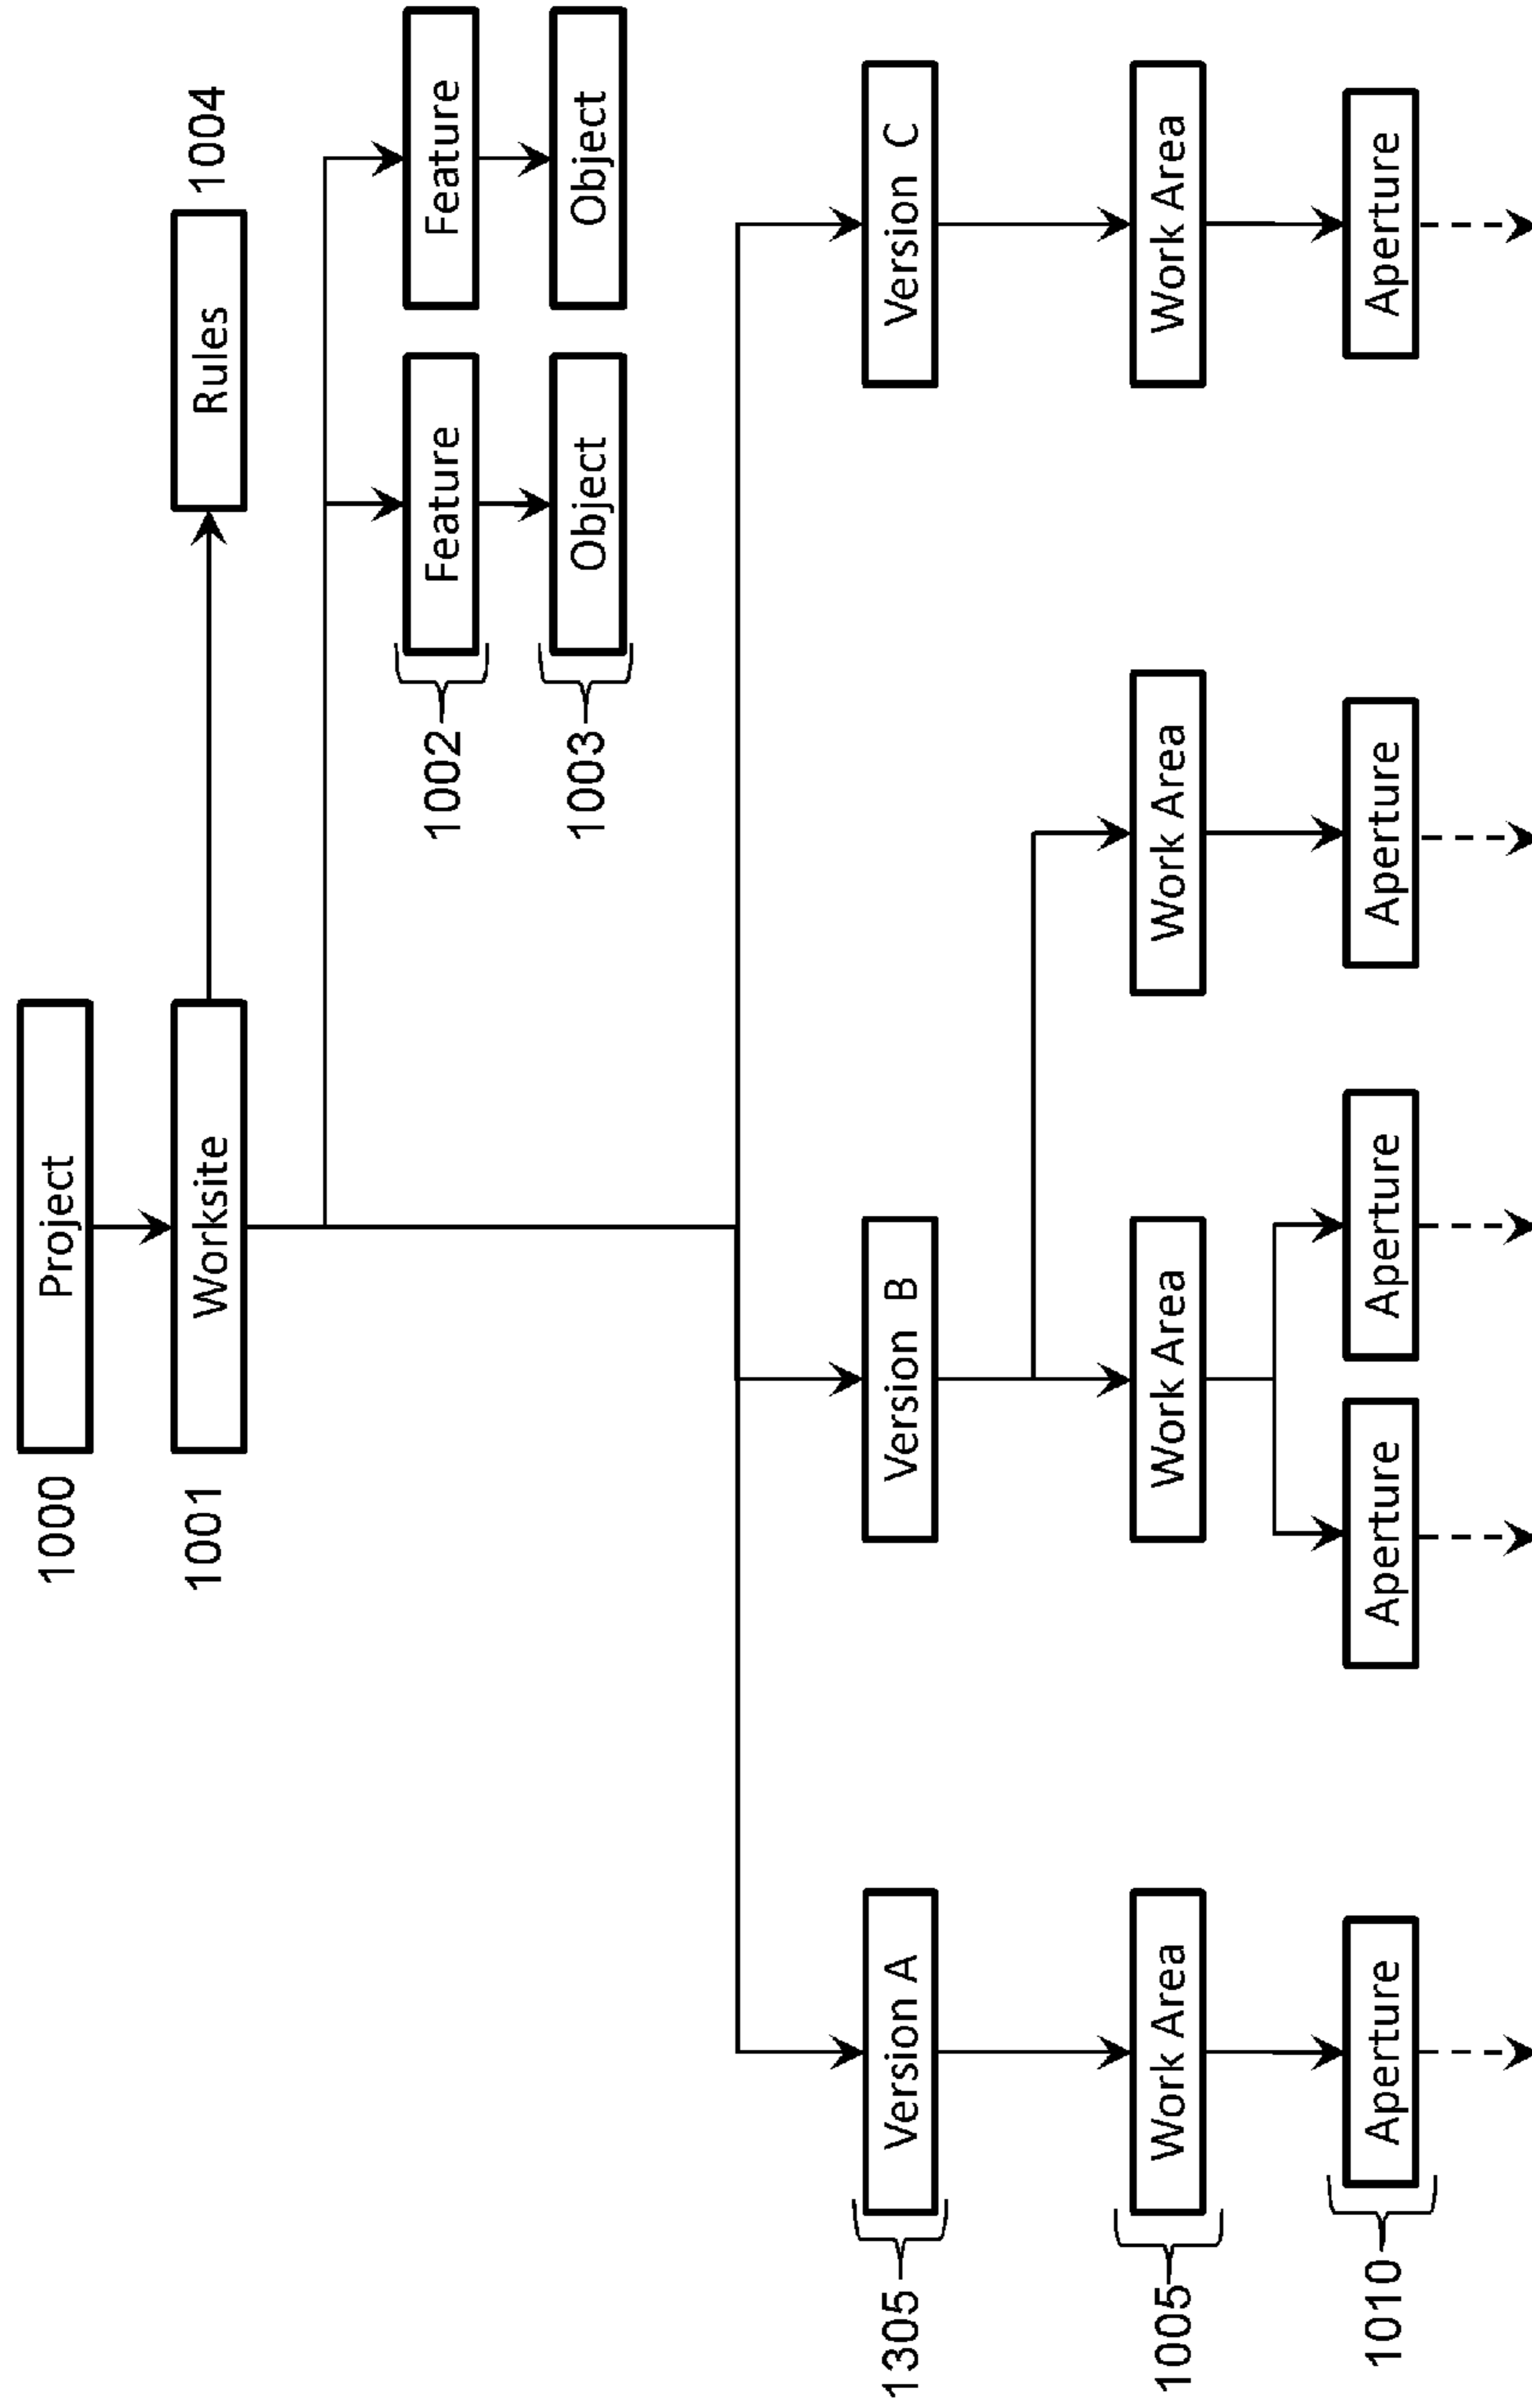 1000
Project
1001
Worksite
Rules
1004
1002
Feature
Feature
1003
Object
Object
1305
Version A
Version B
Version C
1005
Work Area
Work Area
Work Area
Work Area
1010
Aperture
Aperture
Aperture
Aperture
Aperture